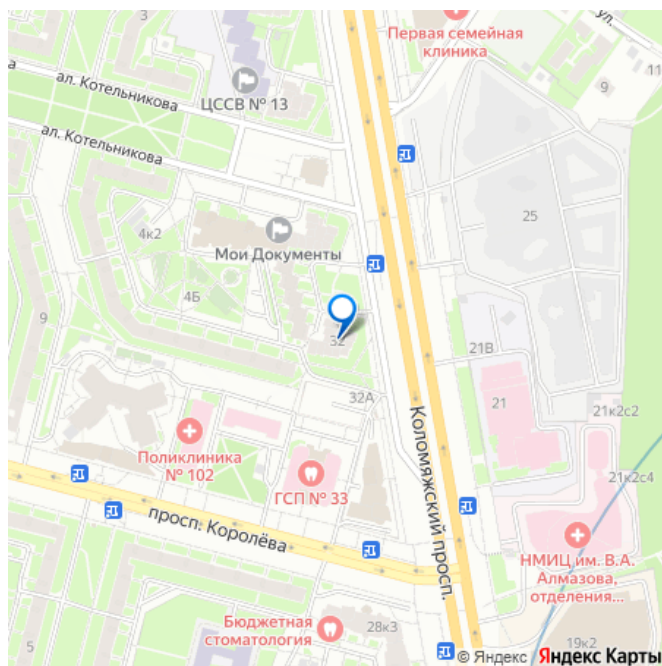 3
Первая семейная
клиника
ул.
11
9
ал. Котельникова
ЦССВ № 13
ал. Котельникова
25
4к2
Мои Документы
4Б
9
32
21В
32А
21
21к2с2
Поликлиника
№ 102
ГСП № 33
21к2с4
Коломяжский просп.
просп. Королёва
НМИЦ им. В.А.
Алмазова,
отделения...
Бюджетная
стоматология
28к3
5
19к2
© Яндекс Яндекс Карты